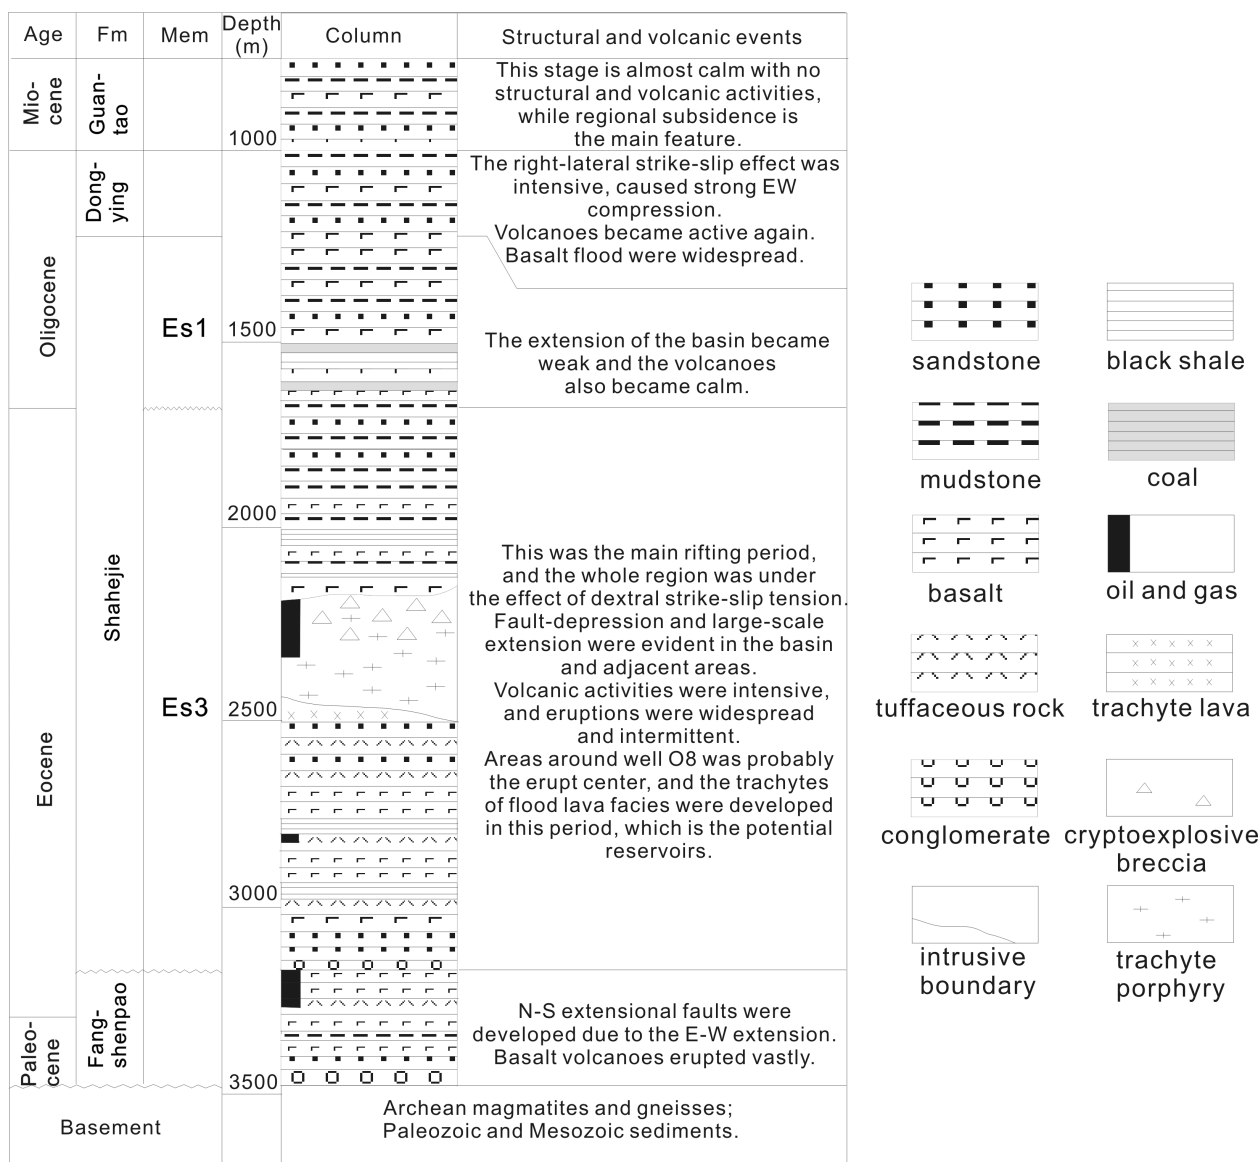 Age Fm Mem Depth (m) Column Structural and volcanic events
Mio-
cene
Guan-
tao
This stage is almost calm with no
structural and volcanic activities,
while regional subsidence is
the main feature.
1000
Oligocene
Dong-
ying
The right-lateral strike-slip effect was
intensive, caused strong EW
compression.
Volcanoes became active again.
Basalt flood were widespread.
Shahejie
Es1
1500
The extension of the basin became
weak and the volcanoes
also became calm.
Eocene
Es3
2000
2500
3000
This was the main rifting period,
and the whole region was under
the effect of dextral strike-slip tension.
Fault-depression and large-scale
extension were evident in the basin
and adjacent areas.
Volcanic activities were intensive,
and eruptions were widespread
and intermittent.
Areas around well O8 was probably
the erupt center, and the trachytes
of flood lava facies were developed
in this period, which is the potential
reservoirs.
Paleo-
cene
Fang-
shenpao
N-S extensional faults were
developed due to the E-W extension.
Basalt volcanoes erupted vastly.
3500
Basement
Archean magmatites and gneisses;
Paleozoic and Mesozoic sediments.
sandstone
black shale
mudstone
coal
basalt
oil and gas
tuffaceous rock
trachyte lava
conglomerate
cryptoexplosive
breccia
intrusive
boundary
trachyte
porphyry